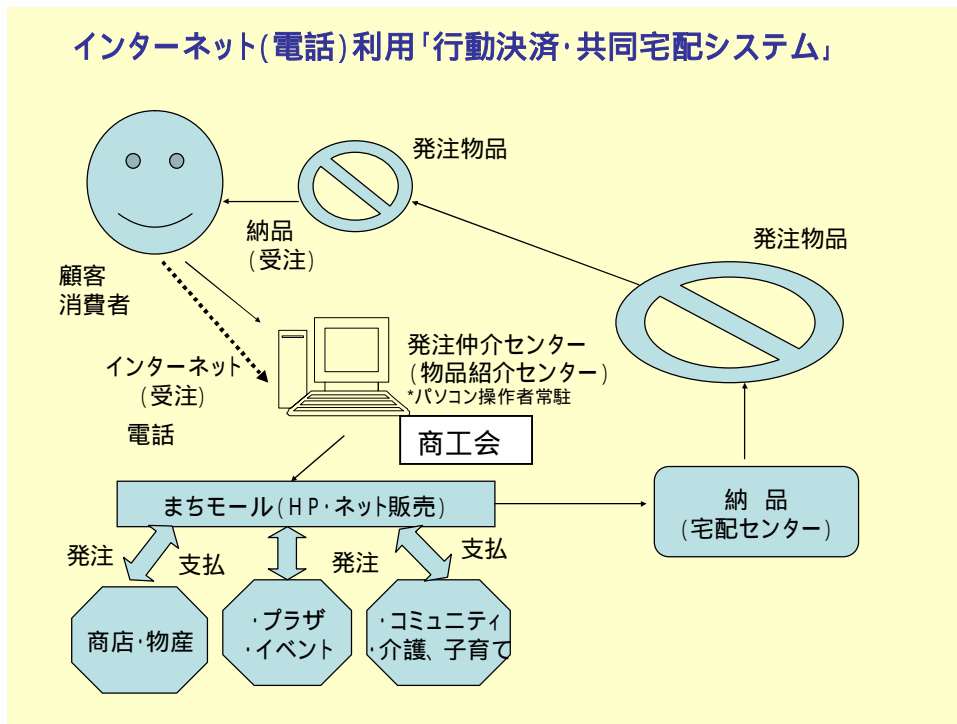 インターネット(電話)利用「行動決済・共同宅配システム」
発注物品
納品
(受注)
発注物品
顧客
消費者
インターネット
(受注)
電話
発注仲介センター
(物品紹介センター)
*パソコン操作者常駐
商工会
まちモール(HP・ネット販売)
納 品
(宅配センター)
発注
支払
発注
支払
商店・物産
・プラザ
・イベント
・コミュニティ
・介護、子育て